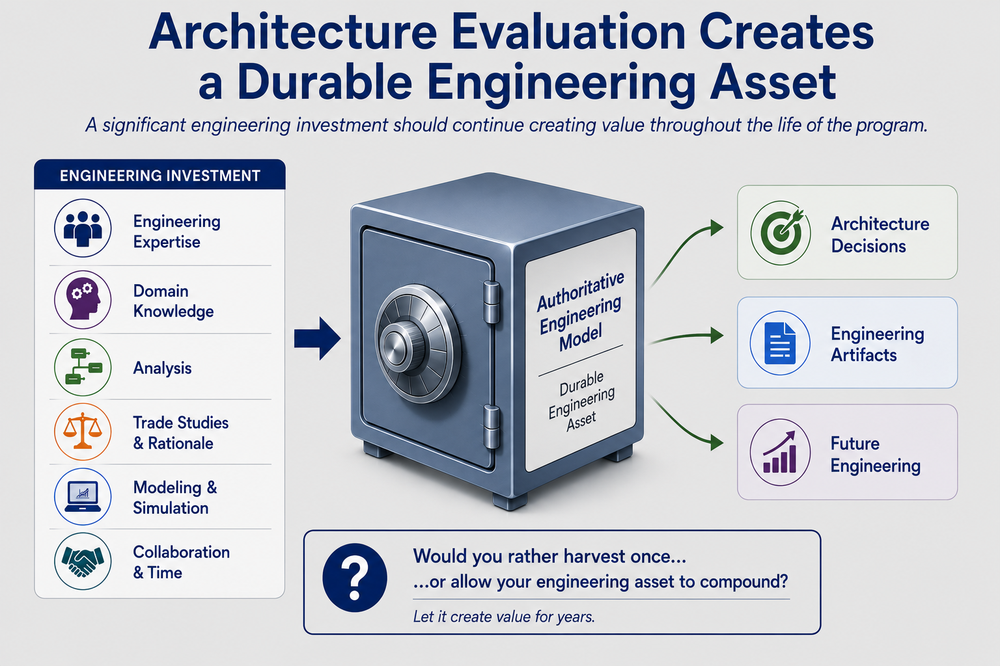 Architecture Evaluation Creates
a Durable Engineering Asset
A significant engineering investment should continue creating value throughout the life of the program.
ENGINEERING INVESTMENT
Engineering
Expertise
Domain
Knowledge
Analysis
Trade Studies
& Rationale
Modeling &
Simulation
Collaboration
& Time
Authoritative
Engineering
Model
Durable
Engineering
Asset
Architecture
Decisions
Engineering
Artifacts
Future
Engineering
?
Would you rather harvest once...
...or allow your engineering asset to compound?
Let it create value for years.